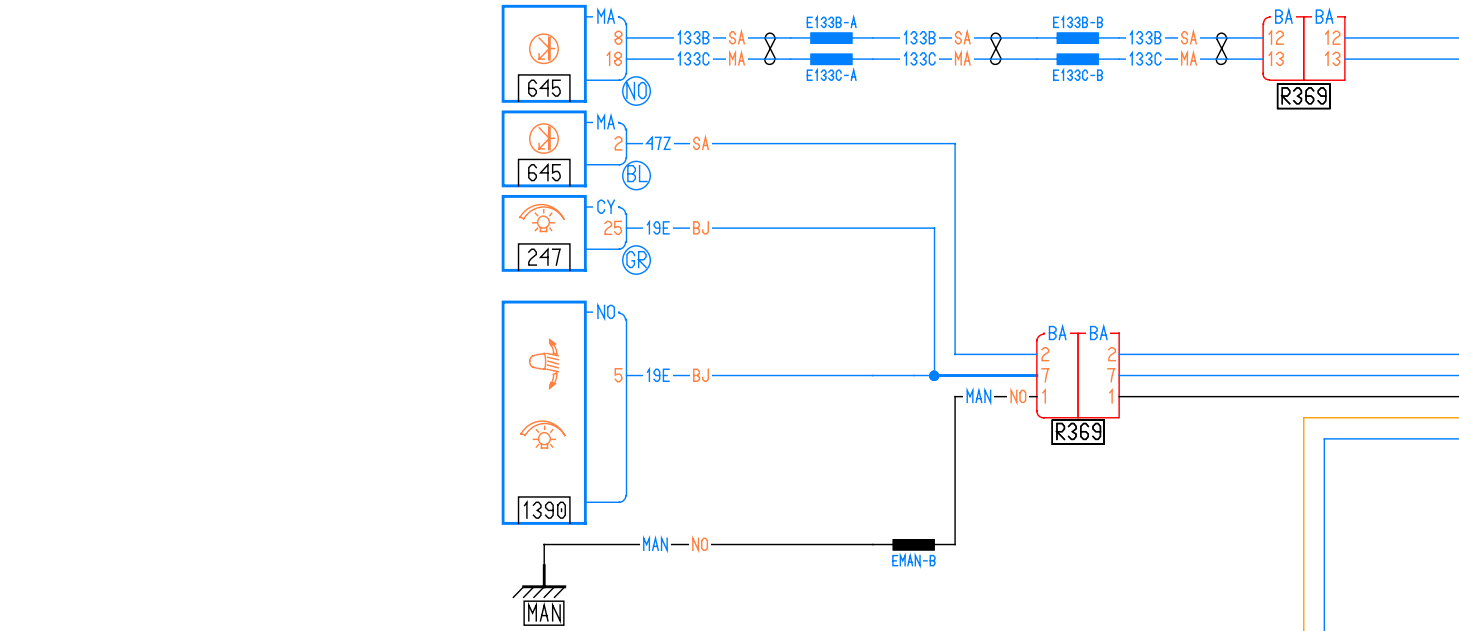 MA
E133B-A E133B-B BA BA
8 133B SA 133B SA 133B SA 12 12
18 133C MA 133C MA 133C MA 13 13
E133C-A E133C-B
645 NO R369
MA
2 47Z SA
645 BL
CY
25 19E BJ
247 GR
NO
BA BA
2 2
5 19E BJ 7 7
MAN NO 1 1
R369
1390
MAN NO
EMAN-B
MAN